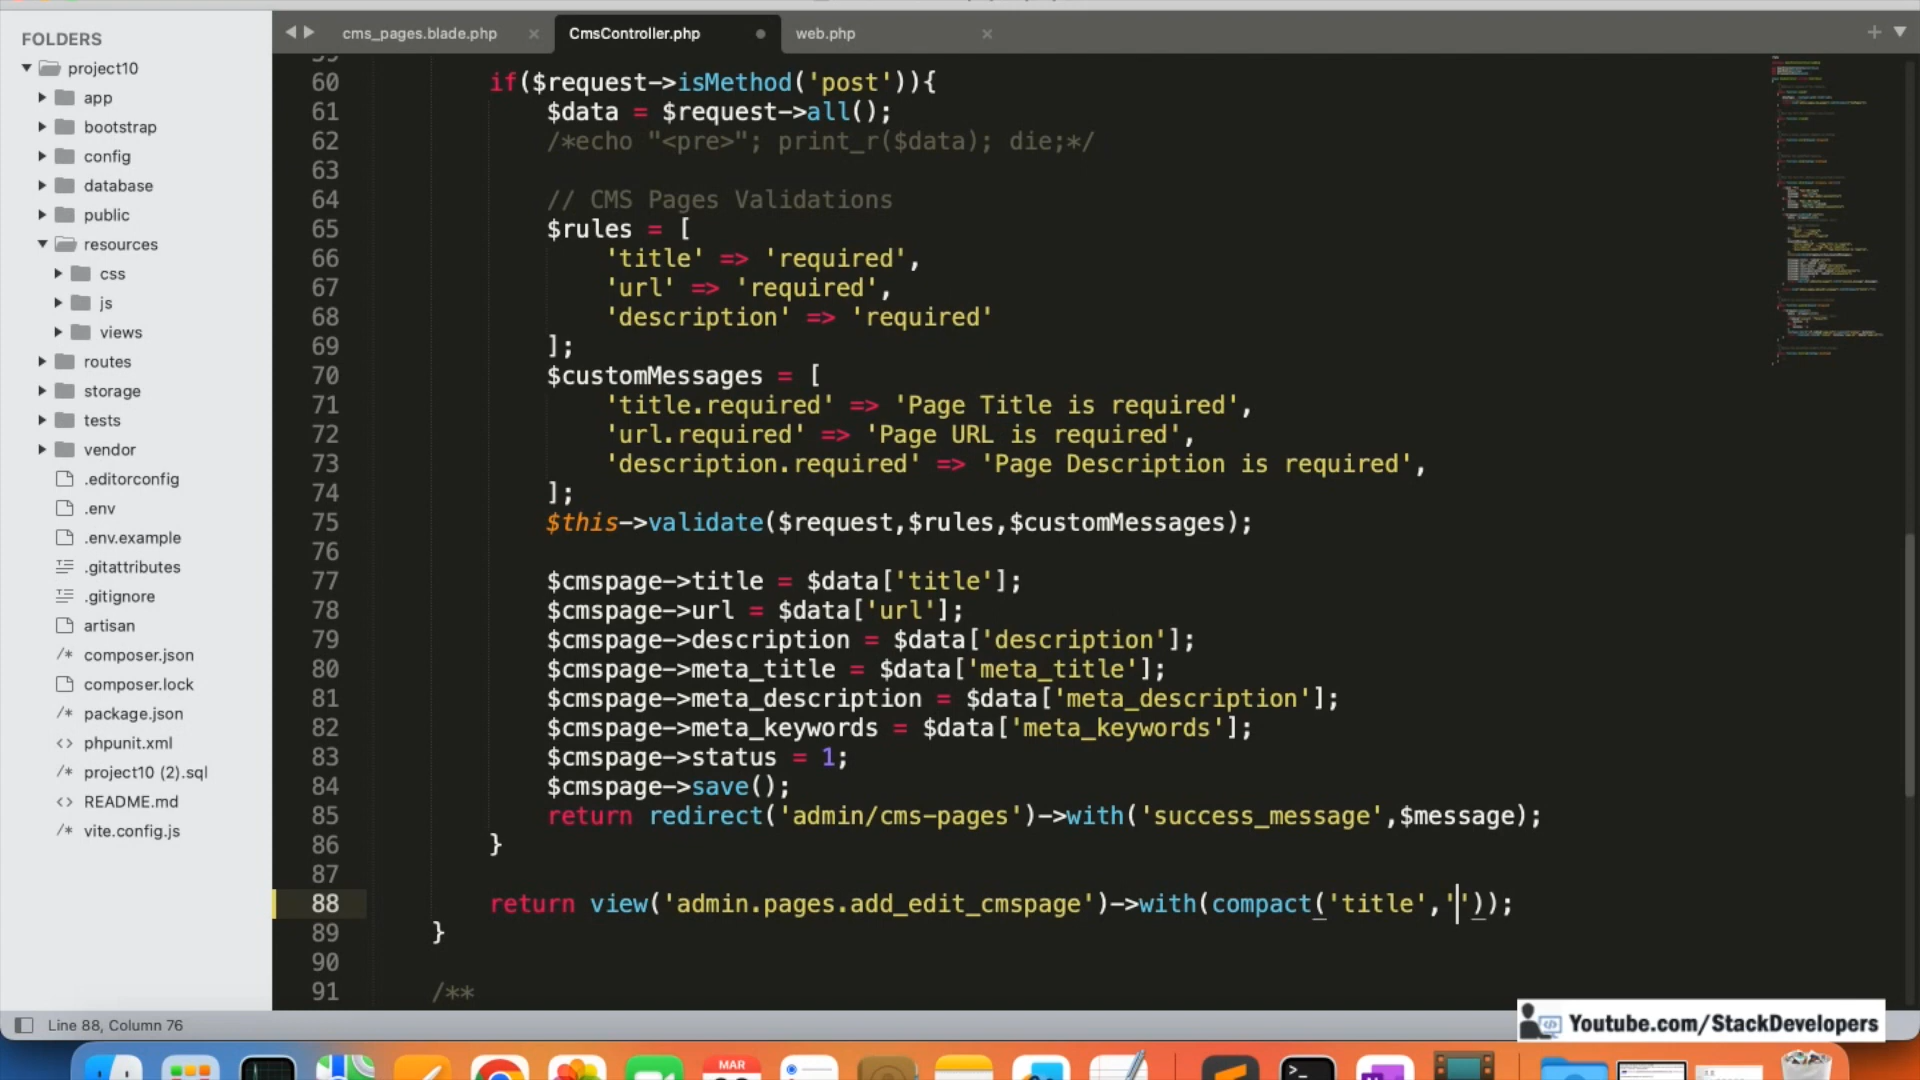 FOLDERS
project10
app
bootstrap
config
database
public
resources
css
js
views
routes
storage
tests
vendor
.editorconfig
.env
.env.example
.gitattributes
.gitignore
artisan
composer.json
composer.lock
package.json
phpunit.xml
project10 (2).sql
README.md
vite.config.js
cms_pages.blade.php
CmsController.php
web.php
60 if($request->isMethod('post')){
61 $data = $request->all();
62 /*echo "<pre>"; print_r($data); die;*/
63
64 // CMS Pages Validations
65 $rules = [
66 'title' => 'required',
67 'url' => 'required',
68 'description' => 'required'
69 ];
70 $customMessages = [
71 'title.required' => 'Page Title is required',
72 'url.required' => 'Page URL is required',
73 'description.required' => 'Page Description is required',
74 ];
75 $this->validate($request,$rules,$customMessages);
76
77 $cmspage->title = $data['title'];
78 $cmspage->url = $data['url'];
79 $cmspage->description = $data['description'];
80 $cmspage->meta_title = $data['meta_title'];
81 $cmspage->meta_description = $data['meta_description'];
82 $cmspage->meta_keywords = $data['meta_keywords'];
83 $cmspage->status = 1;
84 $cmspage->save();
85 return redirect('admin/cms-pages')->with('success_message',$message);
86 }
87
88 return view('admin.pages.add_edit_cmspage')->with(compact('title',''));
89 }
90
91 /**
Line 88, Column 76
Youtube.com/StackDevelopers
MAR